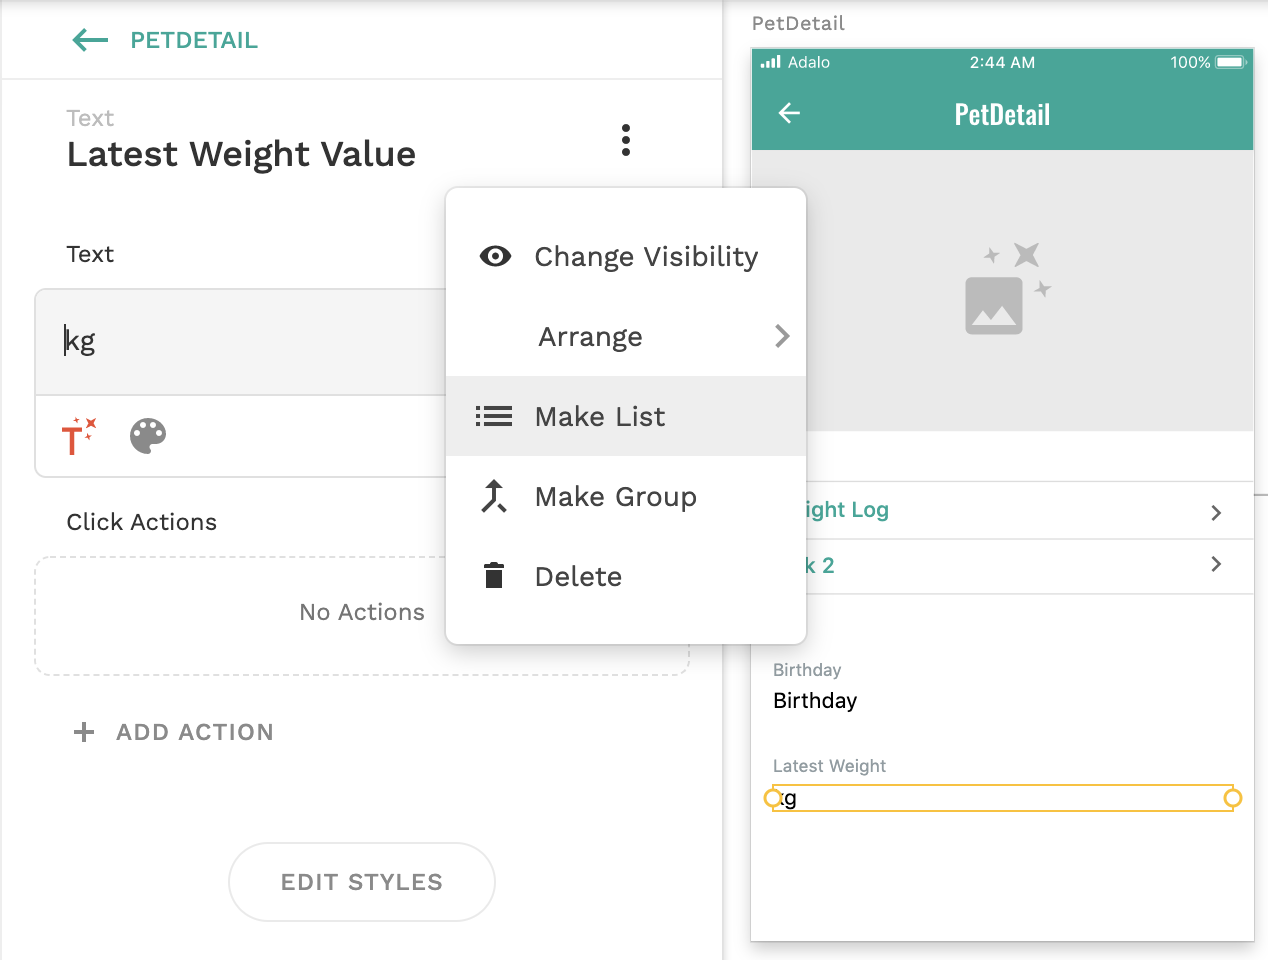 PETDETAIL
Text
Latest Weight Value
Text
kg
Click Actions
No Actions
ADD ACTION
EDIT STYLES
Change Visibility
Arrange
Make List
Make Group
Delete
PetDetail
Adalo
2:44 AM
100%
PetDetail
ight Log
k 2
Birthday
Birthday
Latest Weight
kg